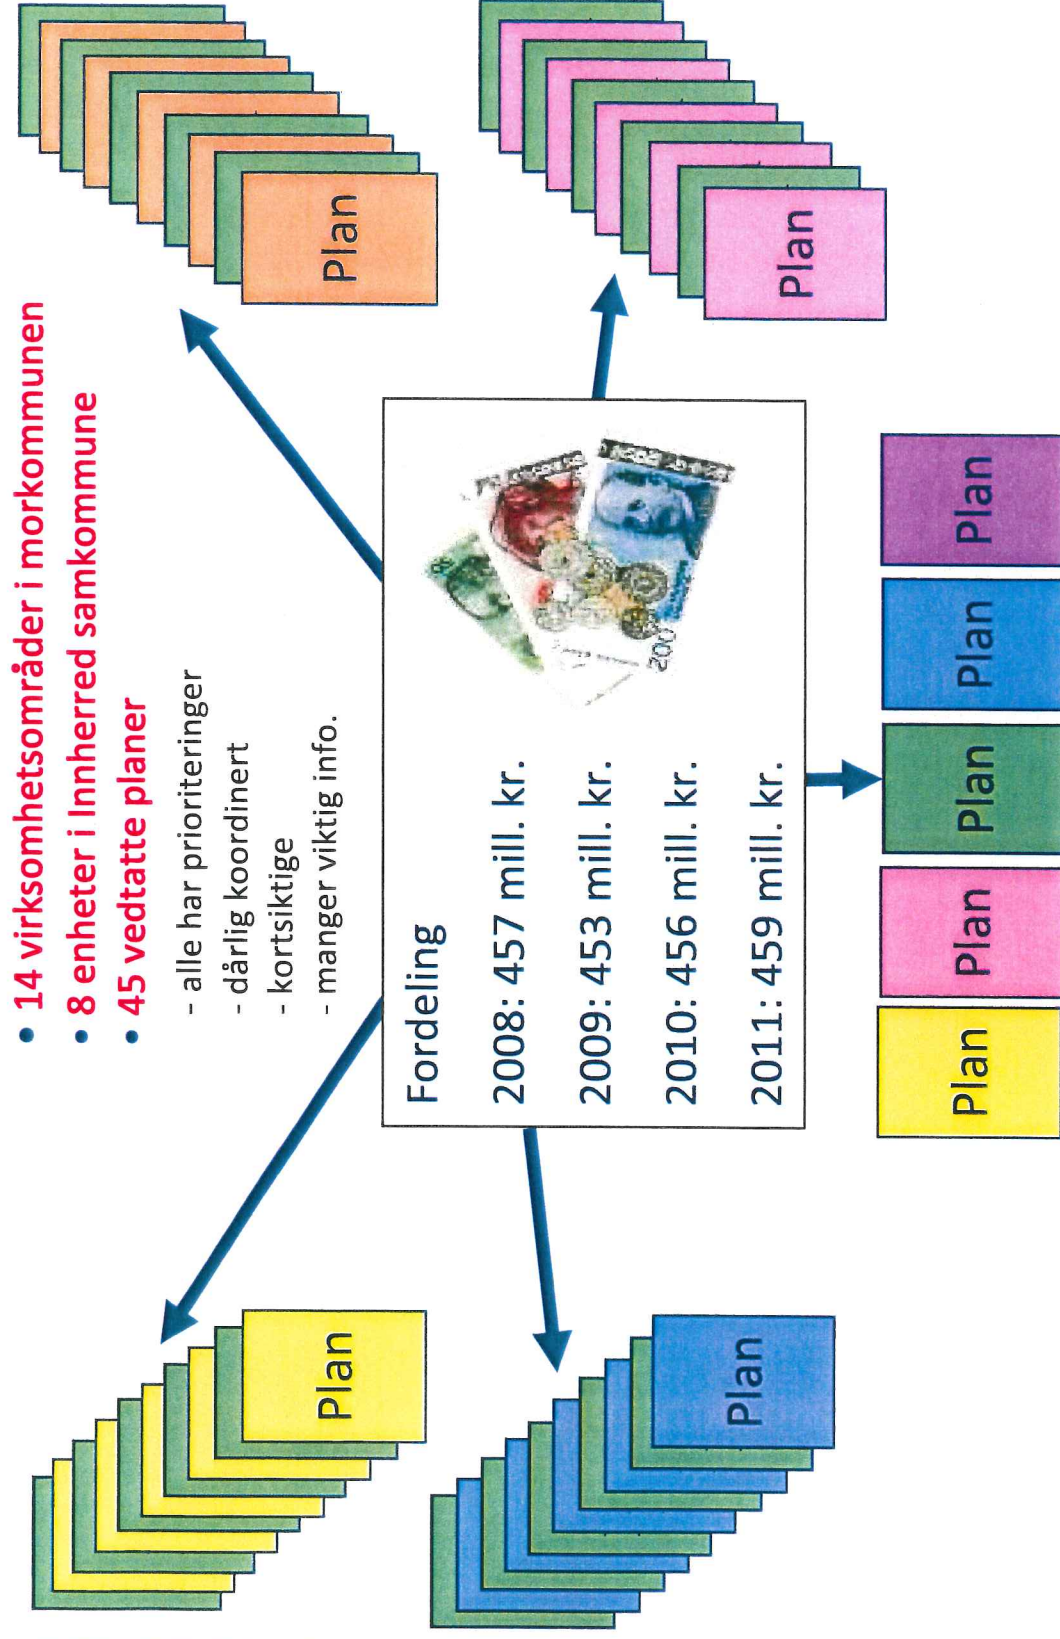 • 14 virksomhetsområder i morkommunen
• 8 enheter i Innherred samkommune
• 45 vedtatte planer
- alle har prioriteringer
- dårlig koordinert
- kortsiktige
- manger viktig info.
Plan
Plan
Fordeling
2008: 457 mill. kr.
2009: 453 mill. kr.
2010: 456 mill. kr.
2011: 459 mill. kr.
200
Plan
Plan
Plan
Plan
Plan
Plan
Plan